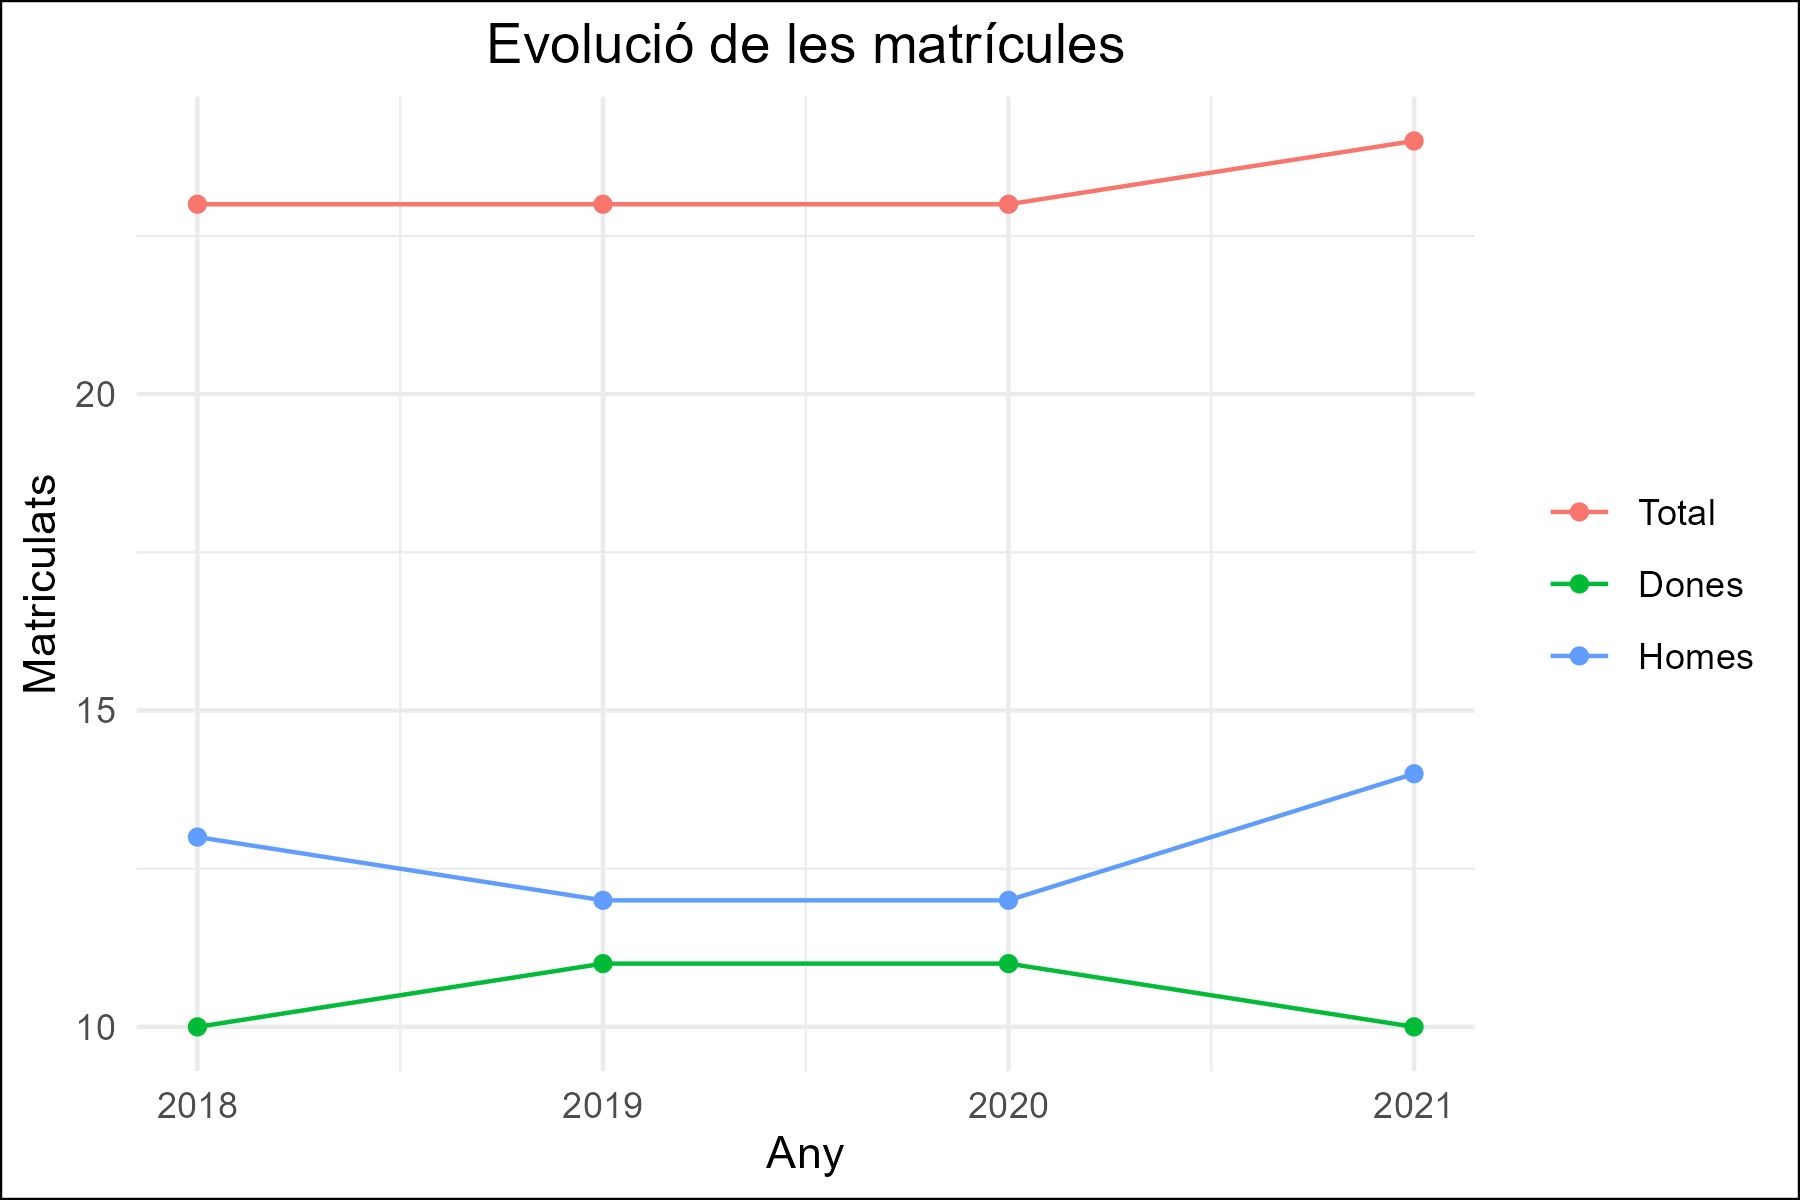 Evolució de les matrícules
Matriculats
20
15
10
2018
2019
2020
2021
Any
Total
Dones
Homes